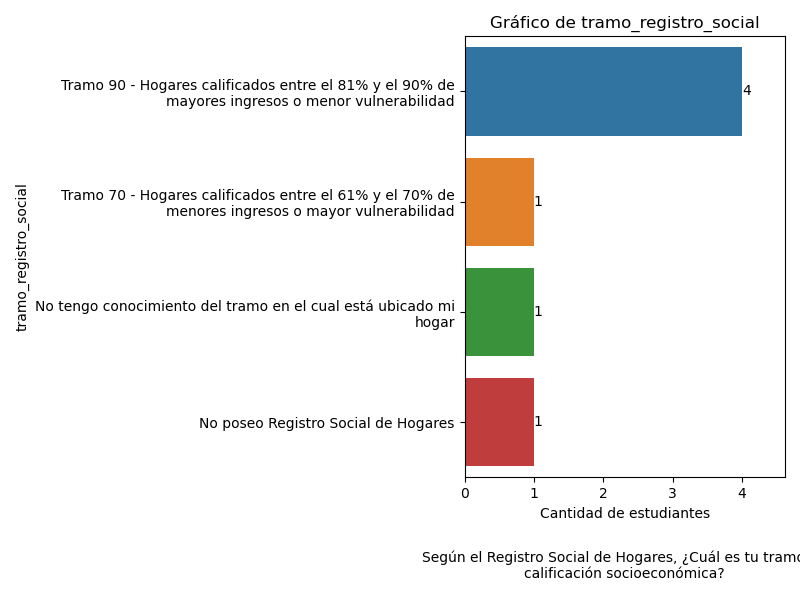 Gráfico de tramo_registro_social
Tramo 90 - Hogares calificados entre el 81% y el 90% de
mayores ingresos o menor vulnerabilidad
4
Tramo 70 - Hogares calificados entre el 61% y el 70% de
menores ingresos o mayor vulnerabilidad
1
No tengo conocimiento del tramo en el cual está ubicado mi
hogar
1
No poseo Registro Social de Hogares
1
tramo_registro_social
0 1 2 3 4
Cantidad de estudiantes
Según el Registro Social de Hogares, ¿Cuál es tu tramo
calificación socioeconómica?